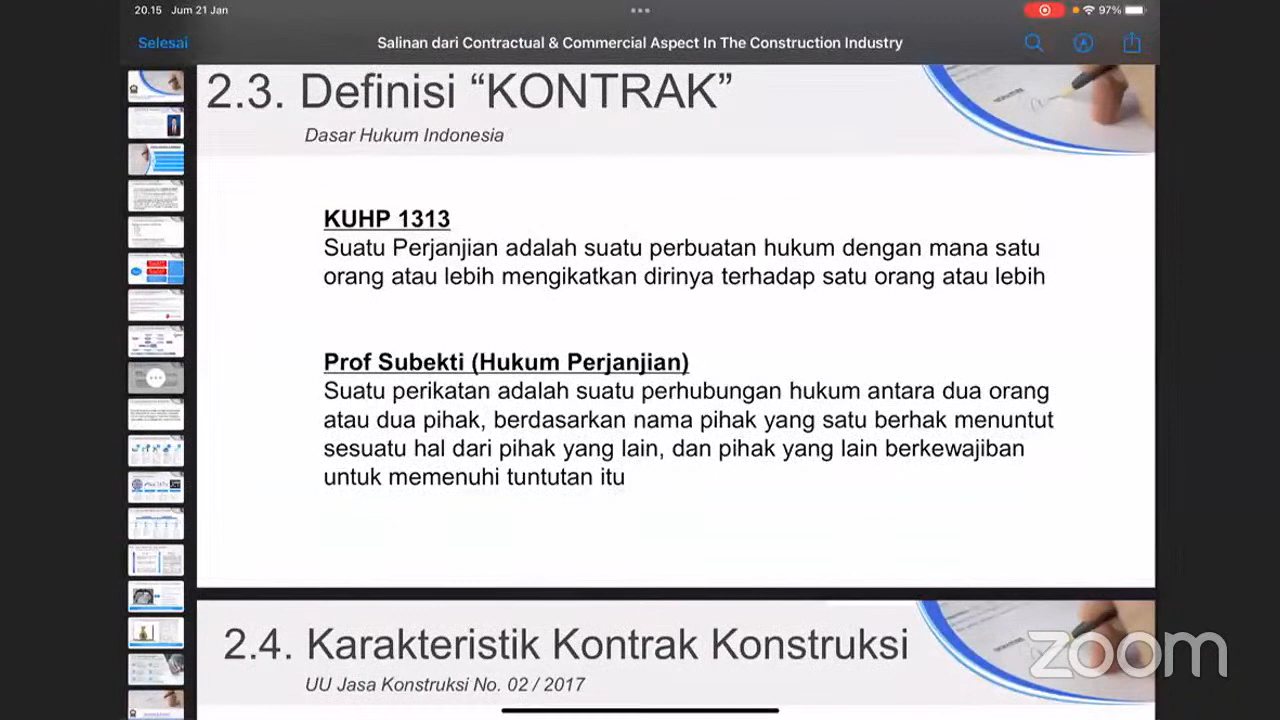 20.15 Jum 21 Jan
97%
Selesai
Salinan dari Contractual & Commercial Aspect In The Construction Industry
2.3. Definisi “KONTRAK”
Dasar Hukum Indonesia
KUHP 1313
Suatu Perjanjian adalah suatu perbuatan hukum dengan mana satu
orang atau lebih mengikatkan dirinya terhadap satu orang atau lebih
Prof Subekti (Hukum Perjanjian)
Suatu perikatan adalah suatu perhubungan hukum antara dua orang
atau dua pihak, berdasarkan nama pihak yang satu berhak menuntut
sesuatu hal dari pihak yang lain, dan pihak yang lain berkewajiban
untuk memenuhi tuntutan itu
2.4. Karakteristik Kontrak Konstruksi
UU Jasa Konstruksi No. 02 / 2017
zoom